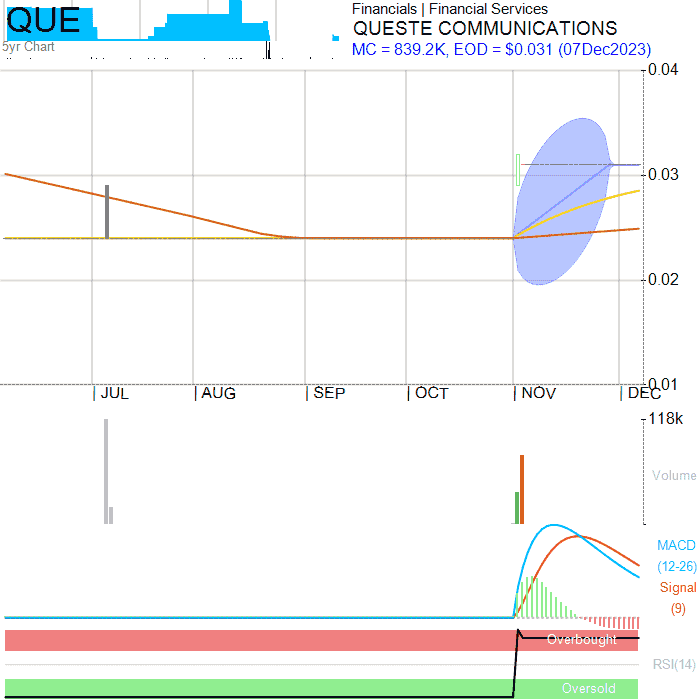 QUE
Financials | Financial Services
QUESTE COMMUNICATIONS
5yr Chart
MC = 839.2K, EOD = $0.031 (07Dec2023)
0.04
0.03
0.02
0.01
JUL
AUG
SEP
OCT
NOV
DEC
118k
Volume
MACD
(12-26)
Signal
(9)
Overbought
RSI(14)
Oversold